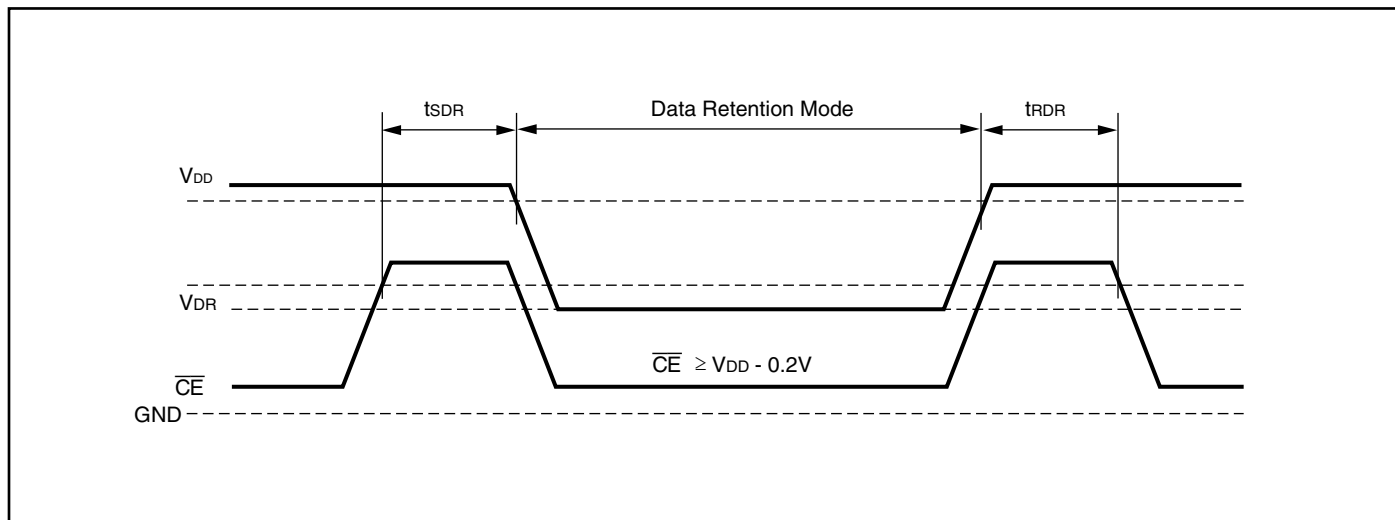 tSDR
Data Retention Mode
tRDR
VDD
VDR
CE ≥ VDD - 0.2V
CE
GND